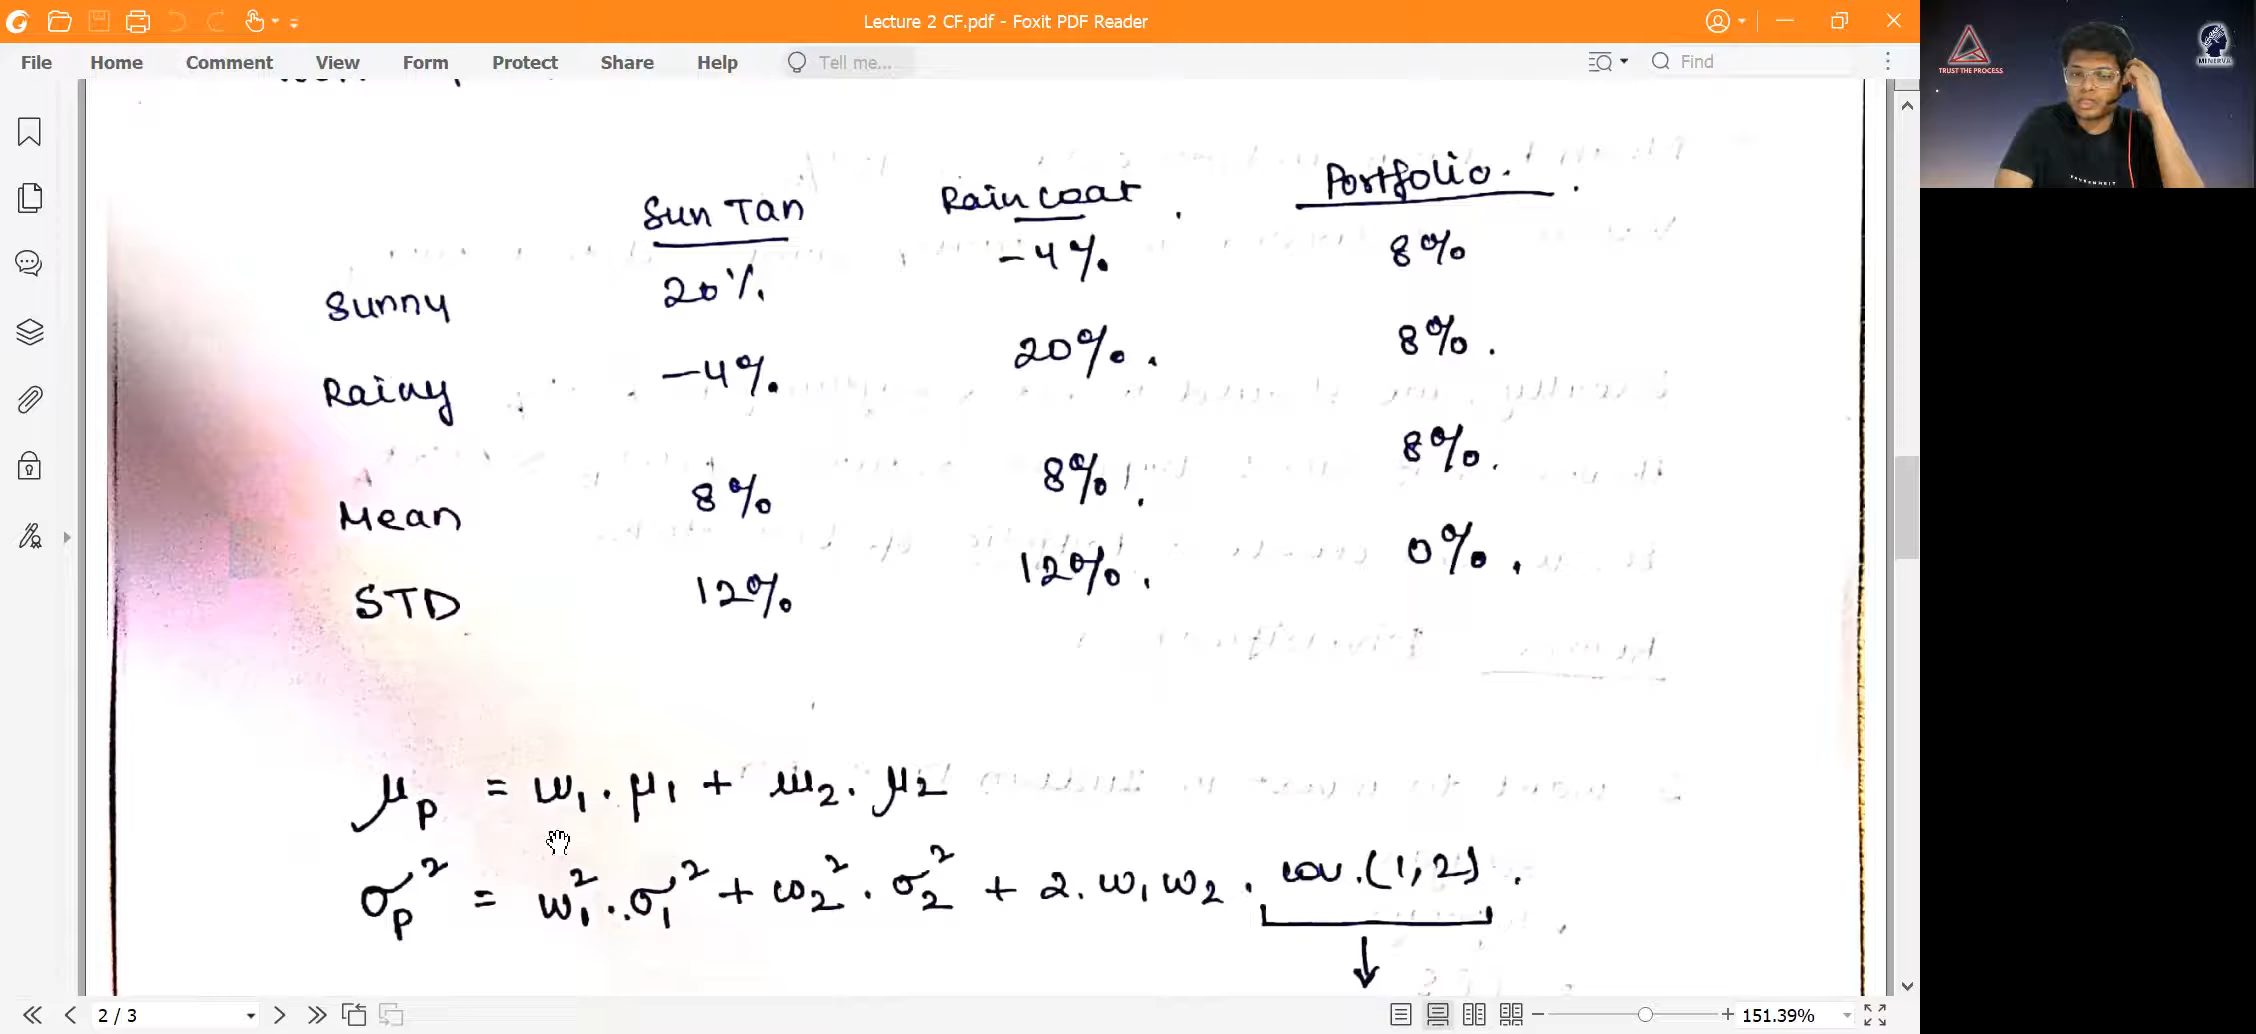 Lecture 2 CF.pdf - Foxit PDF Reader
File Home Comment View Form Protect Share Help Tell me... Find
TRUST THE PROCESS
MINERVA
Sun Tan Rain coat . Portfolio. .
Sunny 20% -4% 8%
Rainy -4% 20% . 8% .
Mean 8% 8% . 8% .
STD 12% 12% . 0% .
μp = w1 . μ1 + w2 . μ2
σp² = w1² . σ1² + w2² . σ2² + 2. w1 w2 . cov. (1,2) .
↓
2 / 3 151.39%